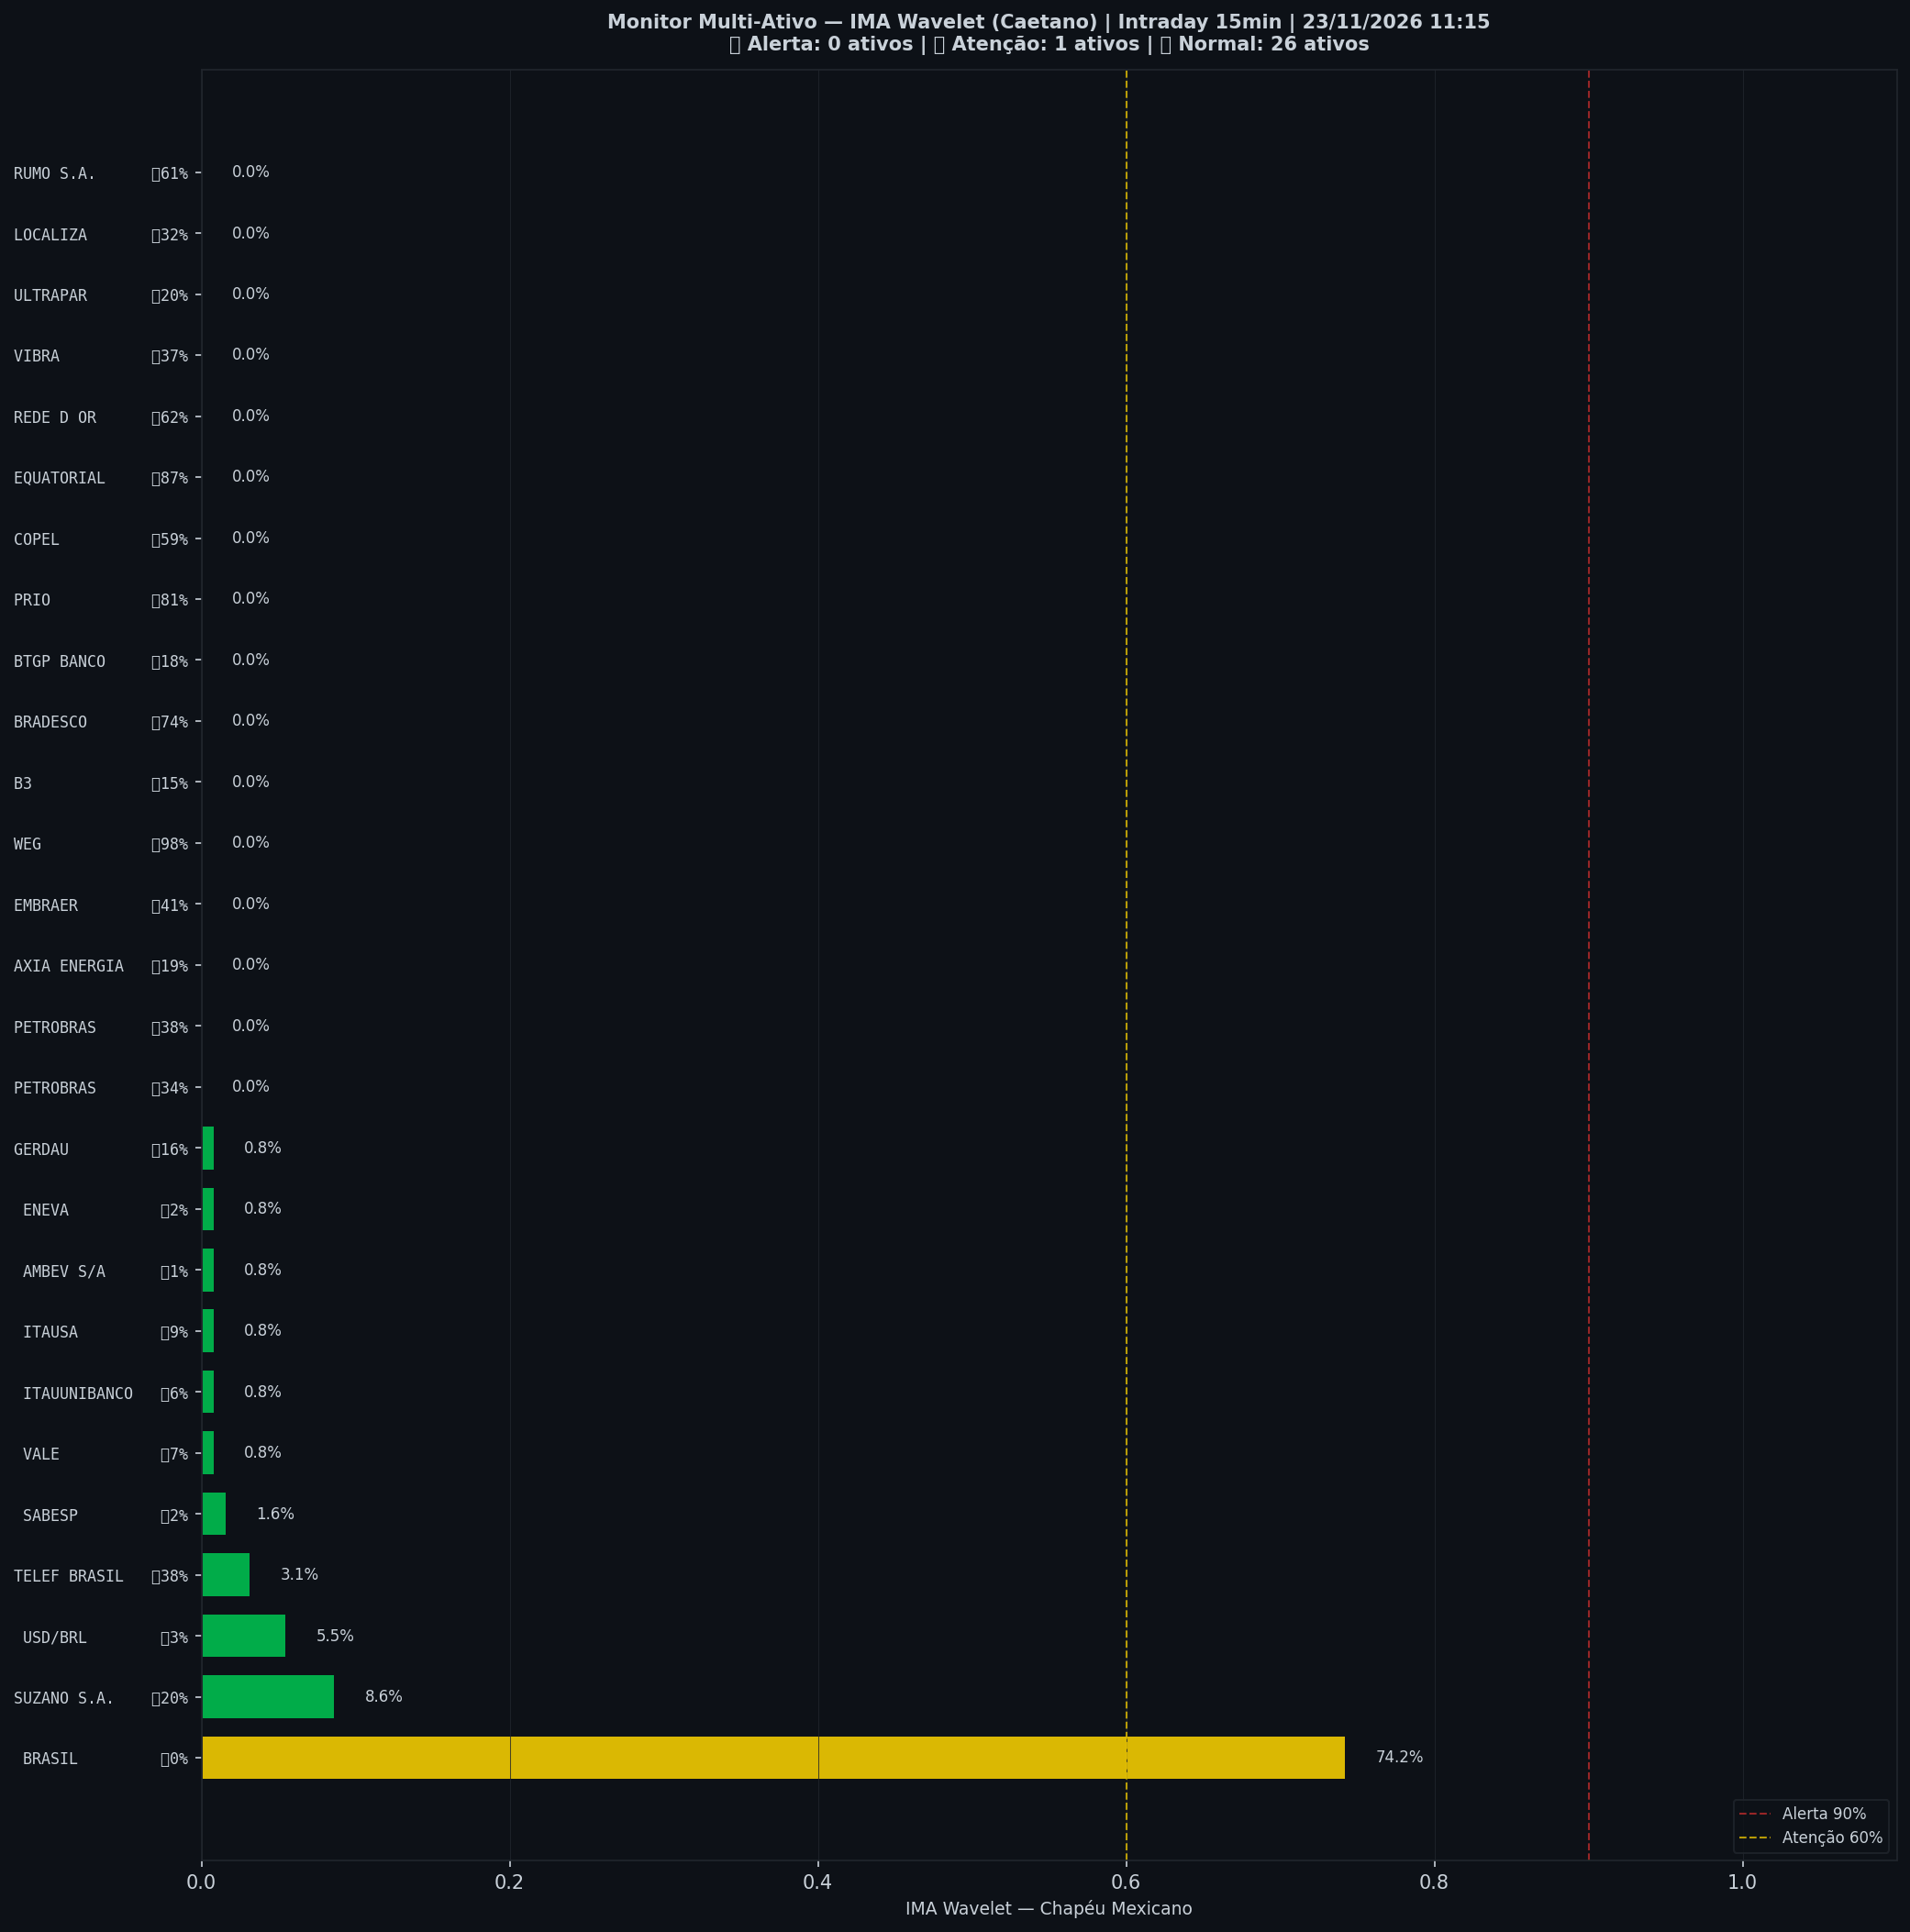 Monitor Multi-Ativo — IMA Wavelet (Caetano) | Intraday 15min | 23/11/2026 11:15
▯ Alerta: 0 ativos | ▯ Atenção: 1 ativos | ▯ Normal: 26 ativos
RUMO S.A. ▯61% 0.0%
LOCALIZA ▯32% 0.0%
ULTRAPAR ▯20% 0.0%
VIBRA ▯37% 0.0%
REDE D OR ▯62% 0.0%
EQUATORIAL ▯87% 0.0%
COPEL ▯59% 0.0%
PRIO ▯81% 0.0%
BTGP BANCO ▯18% 0.0%
BRADESCO ▯74% 0.0%
B3 ▯15% 0.0%
WEG ▯98% 0.0%
EMBRAER ▯41% 0.0%
AXIA ENERGIA ▯19% 0.0%
PETROBRAS ▯38% 0.0%
PETROBRAS ▯34% 0.0%
GERDAU ▯16% 0.8%
ENEVA ▯2% 0.8%
AMBEV S/A ▯1% 0.8%
ITAUSA ▯9% 0.8%
ITAUUNIBANCO ▯6% 0.8%
VALE ▯7% 0.8%
SABESP ▯2% 1.6%
TELEF BRASIL ▯38% 3.1%
USD/BRL ▯3% 5.5%
SUZANO S.A. ▯20% 8.6%
BRASIL ▯0% 74.2%
Alerta 90%
Atenção 60%
0.0 0.2 0.4 0.6 0.8 1.0
IMA Wavelet — Chapéu Mexicano